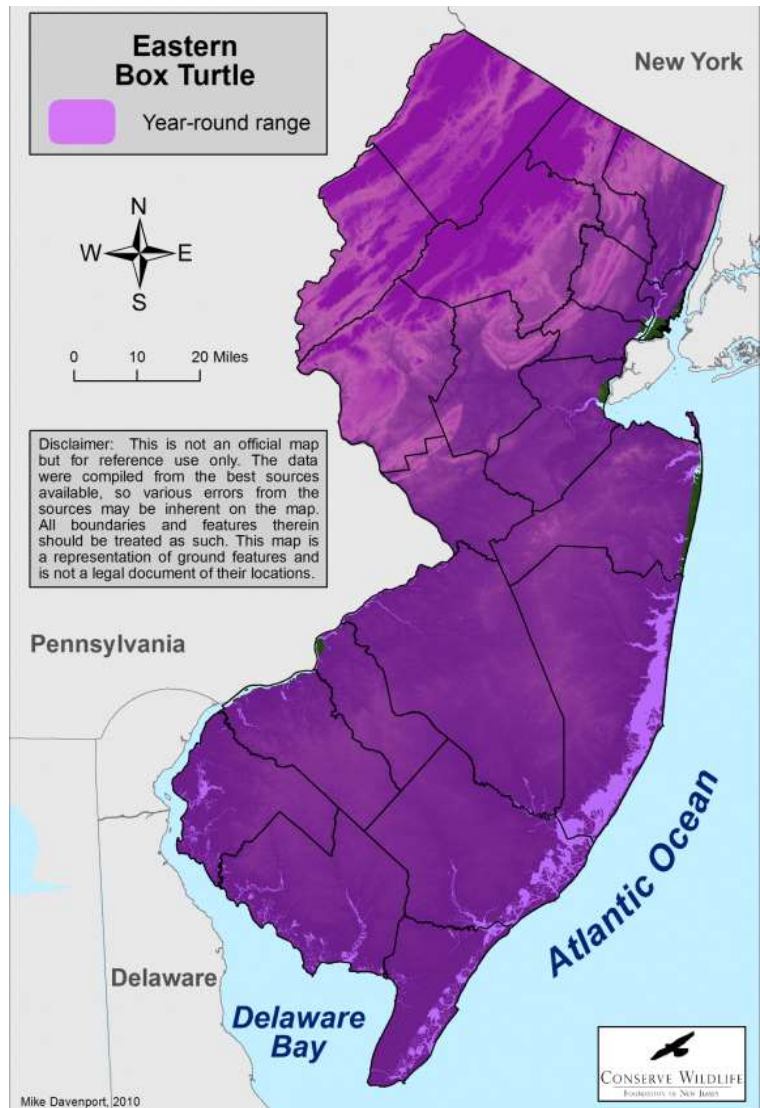 Eastern
Box Turtle
Year-round range
New York
N
W E
S
0 10 20 Miles
Disclaimer: This is not an official map
but for reference use only. The data
were compiled from the best sources
available, so various errors from the
sources may be inherent on the map.
All boundaries and features therein
should be treated as such. This map is
a representation of ground features and
is not a legal document of their locations.
Pennsylvania
Atlantic Ocean
Delaware
Delaware
Bay
CONSERVE WILDLIFE
FOUNDATION OF NEW JERSEY
Mike Davenport, 2010